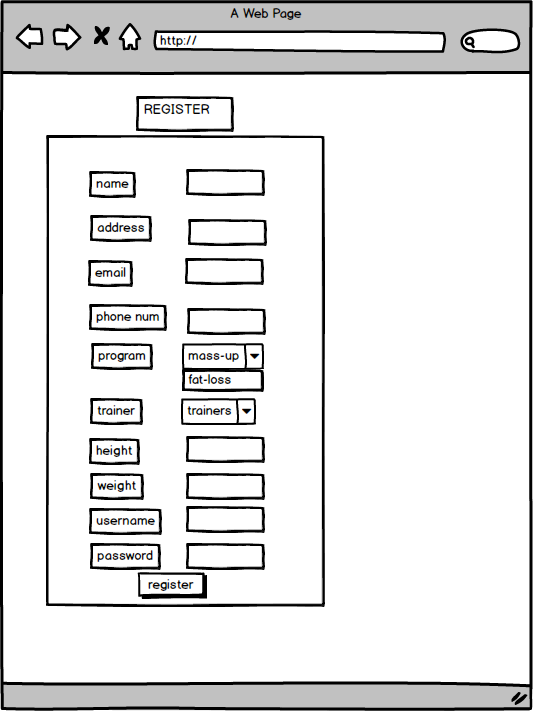 A Web Page
http://
REGISTER
name
address
email
phone num
program mass-up
fat-loss
trainer trainers
height
weight
username
password
register